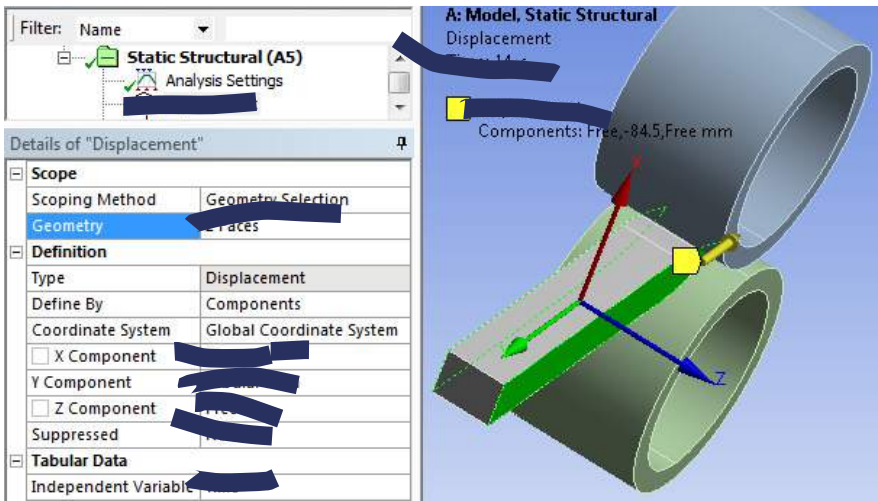 Filter: Name
Static Structural (A5)
Analysis Settings
Details of "Displacement"
Scope
Scoping Method Geometry Selection
Geometry Faces
Definition
Type Displacement
Define By Components
Coordinate System Global Coordinate System
X Component
Y Component
Z Component
Suppressed
Tabular Data
Independent Variable
A: Model, Static Structural
Displacement
Components: Free,-84.5,Free mm
X
Z